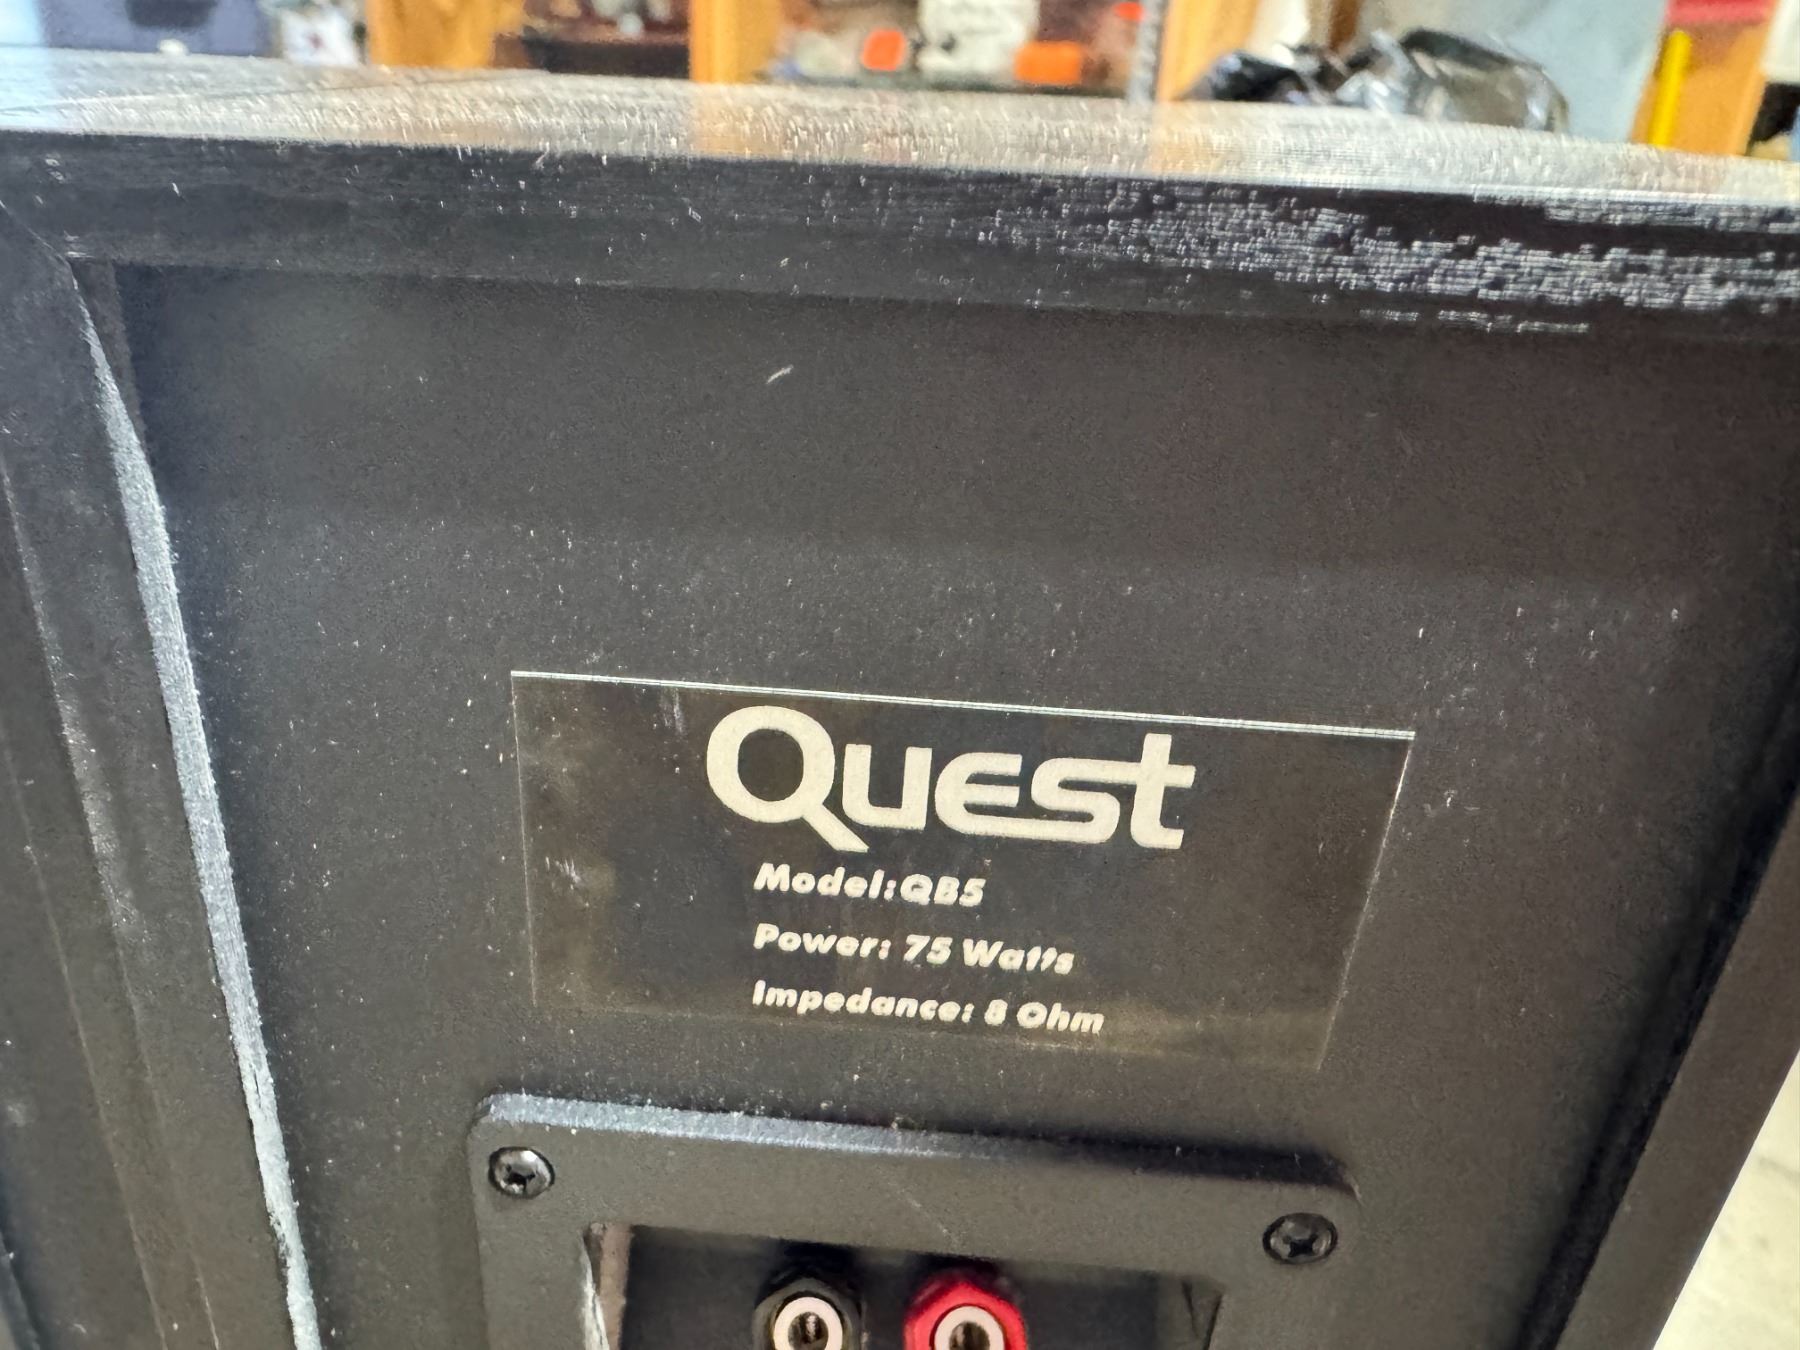 Quest
Model:QB5
Power: 75 Watts
Impedance: 8 Ohm